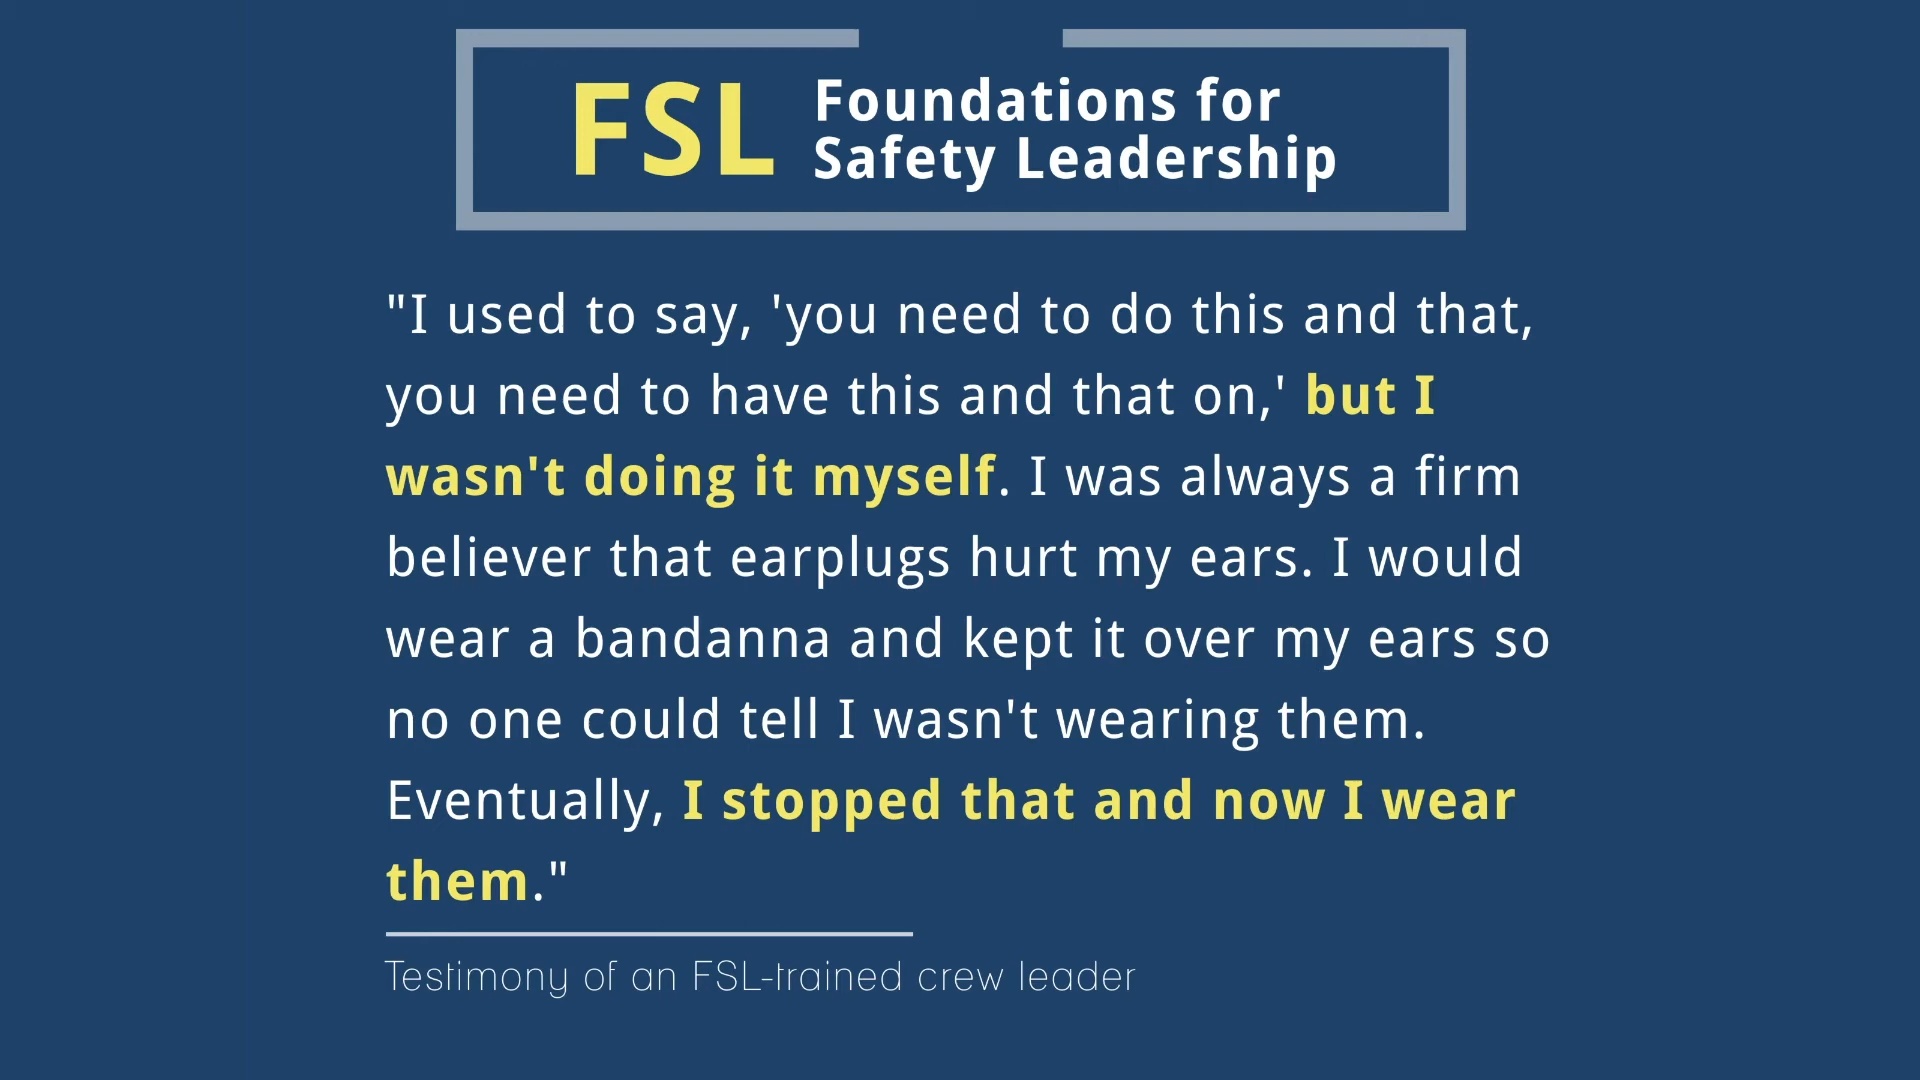 FSL
Foundations for
Safety Leadership
"I used to say, 'you need to do this and that,
you need to have this and that on,' but I
wasn't doing it myself. I was always a firm
believer that earplugs hurt my ears. I would
wear a bandanna and kept it over my ears so
no one could tell I wasn't wearing them.
Eventually, I stopped that and now I wear
them."
Testimony of an FSL-trained crew leader